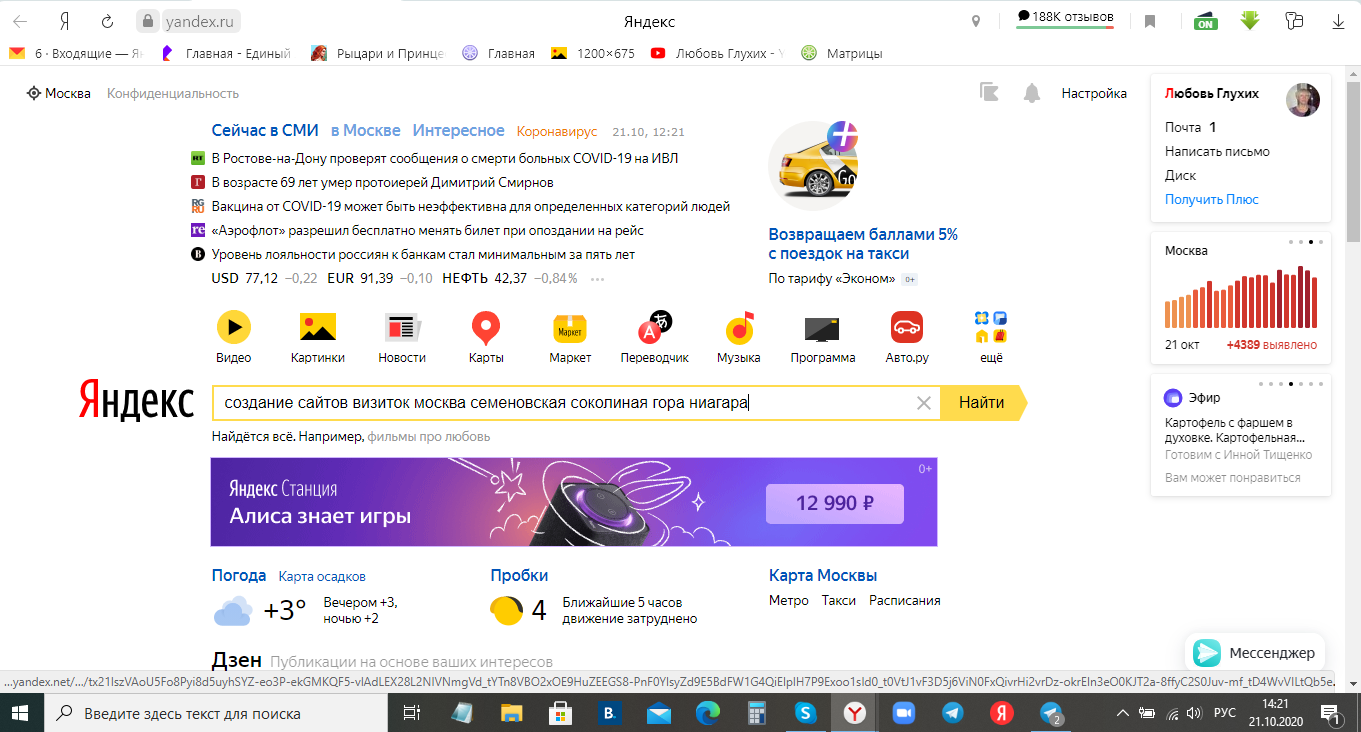 Я
yandex.ru
Яндекс
188K отзывов
ON
6 · Входящие — Ян
Главная - Единый
Рыцари и Принце
Главная
1200×675
Любовь Глухих - Y
Матрицы
Москва
Конфиденциальность
Настройка
Сейчас в СМИ в Москве Интересное Коронавирус 21.10, 12:21
RT В Ростове-на-Дону проверят сообщения о смерти больных COVID-19 на ИВЛ
Г В возрасте 69 лет умер протоиерей Димитрий Смирнов
RG RU Вакцина от COVID-19 может быть неэффективна для определенных категорий людей
re «Аэрофлот» разрешил бесплатно менять билет при опоздании на рейс
В Уровень лояльности россиян к банкам стал минимальным за пять лет
USD 77,12 −0,22 EUR 91,39 −0,10 НЕФТЬ 42,37 −0,84% ···
Go
Возвращаем баллами 5%
с поездок на такси
По тарифу «Эконом» 0+
Любовь Глухих
Почта 1
Написать письмо
Диск
Получить Плюс
Москва
21 окт +4389 выявлено
Эфир
Картофель с фаршем в
духовке. Картофельная...
Готовим с Инной Тищенко
Вам может понравиться
Видео
Картинки
Новости
Карты
Маркет
Маркет
A あ
Переводчик
Музыка
Программа
Авто.ру
ещё
Яндекс
создание сайтов визиток москва семеновская соколиная гора ниагара
Найти
Найдётся всё. Например, фильмы про любовь
Яндекс Станция
Алиса знает игры
12 990 ₽
0+
Погода Карта осадков
+3° Вечером +3,
ночью +2
Пробки
4 Ближайшие 5 часов
движение затруднено
Карта Москвы
Метро Такси Расписания
Дзен Публикации на основе ваших интересов
Мессенджер
Введите здесь текст для поиска
B.
S
Y
Я
2
РУС
14:21
21.10.2020
1